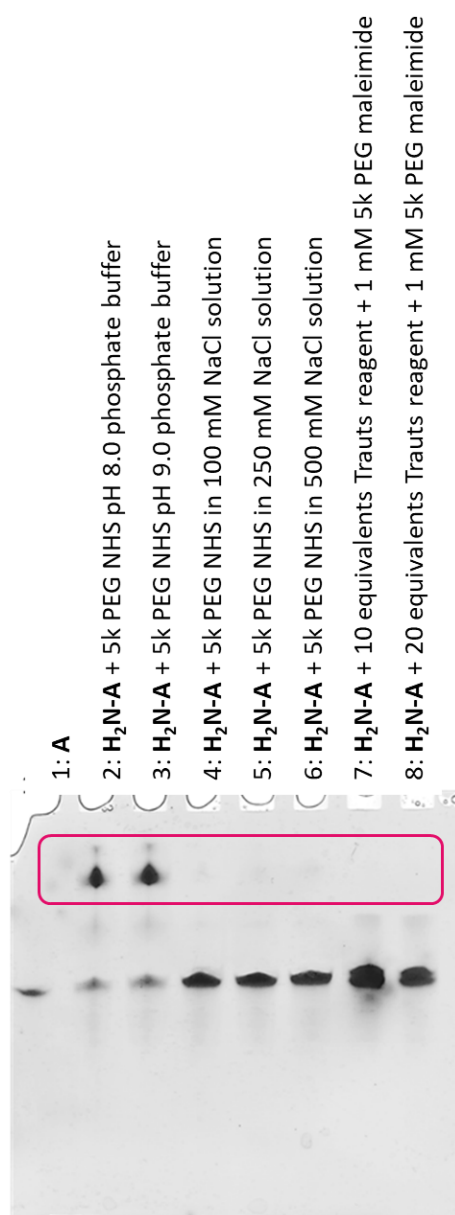 1: A
2: H₂N-A + 5k PEG NHS pH 8.0 phosphate buffer
3: H₂N-A + 5k PEG NHS pH 9.0 phosphate buffer
4: H₂N-A + 5k PEG NHS in 100 mM NaCl solution
5: H₂N-A + 5k PEG NHS in 250 mM NaCl solution
6: H₂N-A + 5k PEG NHS in 500 mM NaCl solution
7: H₂N-A + 10 equivalents Trauts reagent + 1 mM 5k PEG maleimide
8: H₂N-A + 20 equivalents Trauts reagent + 1 mM 5k PEG maleimide